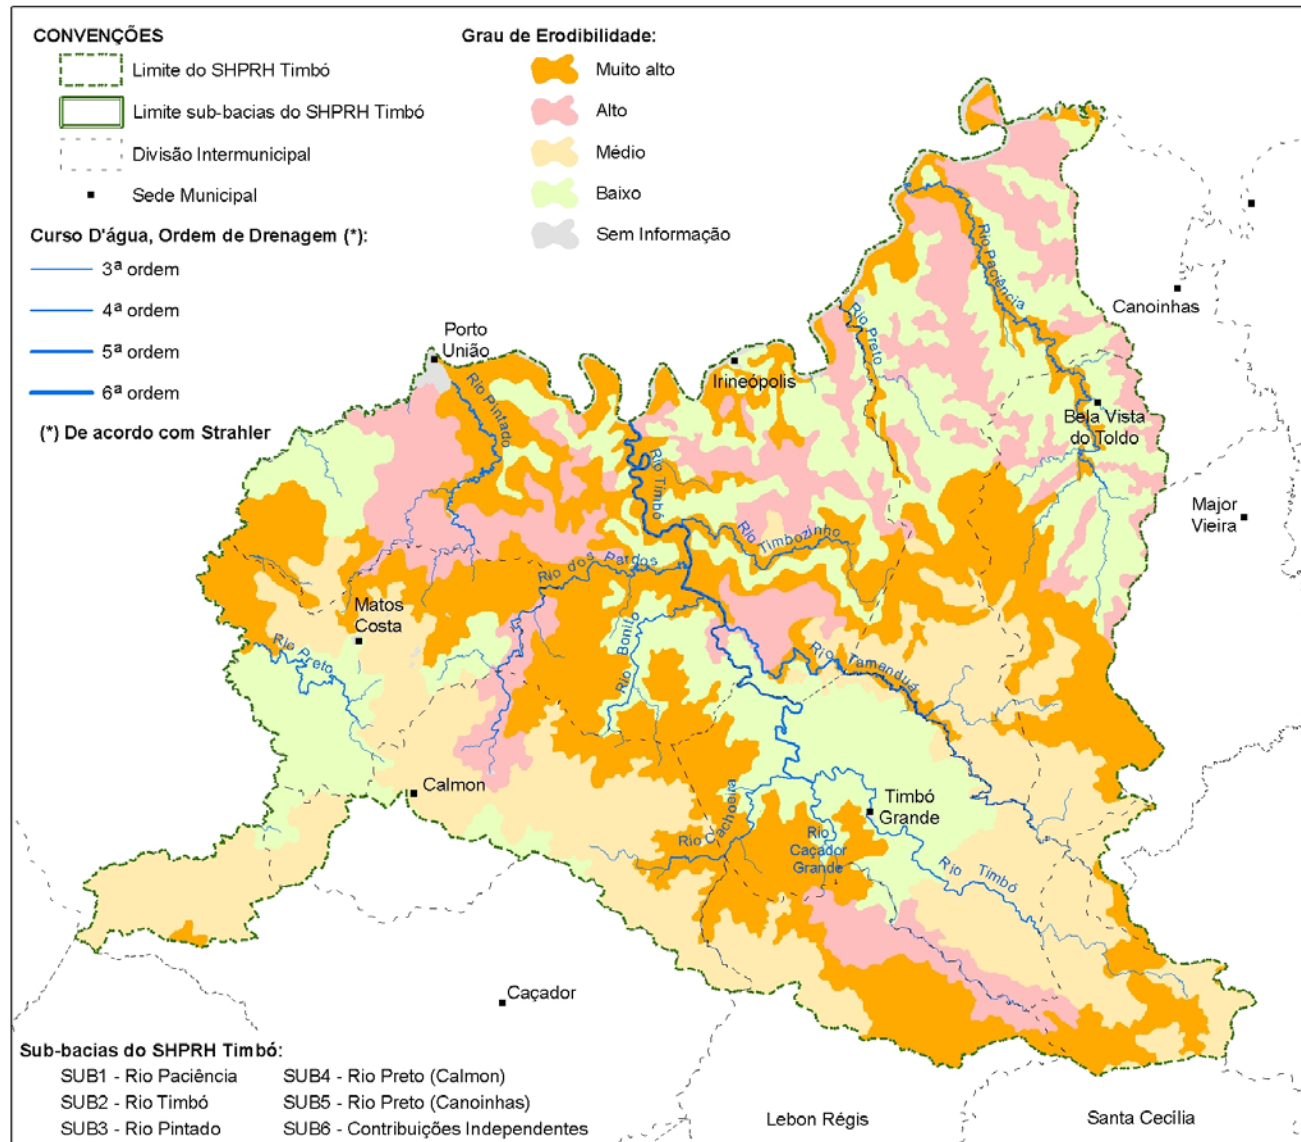 CONVENÇÕES
Limite do SHPRH Timbó
Limite sub-bacias do SHPRH Timbó
Divisão Intermunicipal
Sede Municipal
Curso D'água, Ordem de Drenagem (*):
3ª ordem
4ª ordem
5ª ordem
6ª ordem
(*) De acordo com Strahler
Grau de Erodibilidade:
Muito alto
Alto
Médio
Baixo
Sem Informação
Rio Paciência
Canoinhas
Rio Preto
Porto
União
Irineópolis
Rio Pintado
Bela Vista
do Toldo
Rio Timbó
Major
Vieira
Rio Timbozinho
Rio dos Pardos
Matos
Costa
Rio Bonito
Rio Preto
Rio Tamanduá
Calmon
Timbó
Grande
Rio Cachoeira
Rio
Caçador
Grande
Rio Timbó
Caçador
Sub-bacias do SHPRH Timbó:
SUB1 - Rio Paciência
SUB2 - Rio Timbó
SUB3 - Rio Pintado
SUB4 - Rio Preto (Calmon)
SUB5 - Rio Preto (Canoinhas)
SUB6 - Contribuições Independentes
Lebon Régis
Santa Cecilia